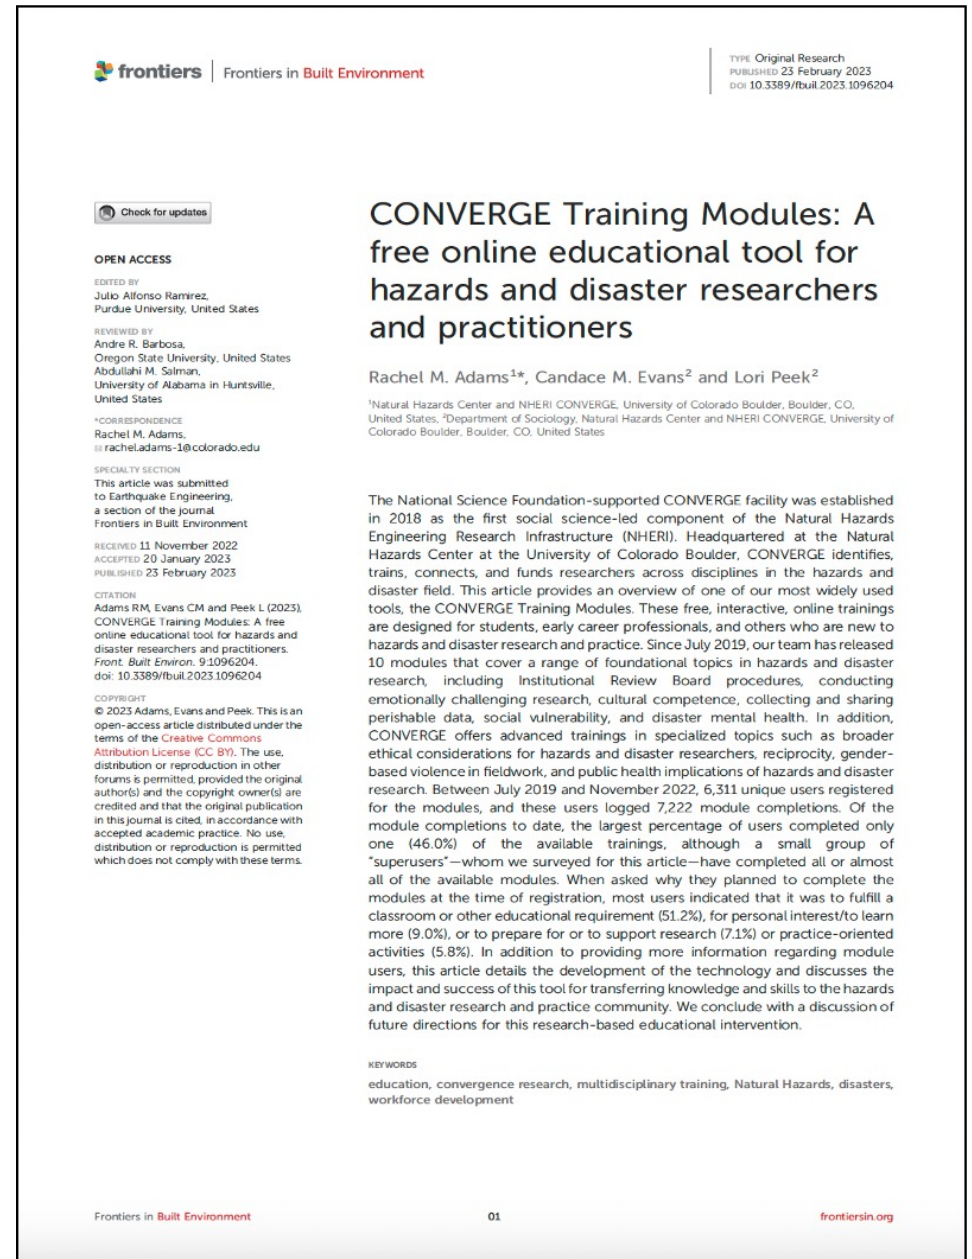 frontiers | Frontiers in Built Environment
TYPE Original Research
PUBLISHED 23 February 2023
DOI 10.3389/fbuil.2023.1096204
Check for updates
OPEN ACCESS
EDITED BY
Julio Alfonso Ramirez,
Purdue University, United States
REVIEWED BY
Andre R. Barbosa,
Oregon State University, United States
Abdullahi M. Salman,
University of Alabama in Huntsville,
United States
*CORRESPONDENCE
Rachel M. Adams,
rachel.adams-1@colorado.edu
SPECIALTY SECTION
This article was submitted
to Earthquake Engineering,
a section of the journal
Frontiers in Built Environment
RECEIVED 11 November 2022
ACCEPTED 20 January 2023
PUBLISHED 23 February 2023
CITATION
Adams RM, Evans CM and Peek L (2023),
CONVERGE Training Modules: A free
online educational tool for hazards and
disaster researchers and practitioners.
Front. Built Environ. 9:1096204.
doi: 10.3389/fbuil.2023.1096204
COPYRIGHT
© 2023 Adams, Evans and Peek. This is an
open-access article distributed under the
terms of the Creative Commons
Attribution License (CC BY). The use,
distribution or reproduction in other
forums is permitted, provided the original
author(s) and the copyright owner(s) are
credited and that the original publication
in this journal is cited, in accordance with
accepted academic practice. No use,
distribution or reproduction is permitted
which does not comply with these terms.
CONVERGE Training Modules: A
free online educational tool for
hazards and disaster researchers
and practitioners
Rachel M. Adams¹*, Candace M. Evans² and Lori Peek²
¹Natural Hazards Center and NHERI CONVERGE, University of Colorado Boulder, Boulder, CO,
United States, ²Department of Sociology, Natural Hazards Center and NHERI CONVERGE, University of
Colorado Boulder, Boulder, CO, United States
The National Science Foundation-supported CONVERGE facility was established
in 2018 as the first social science-led component of the Natural Hazards
Engineering Research Infrastructure (NHERI). Headquartered at the Natural
Hazards Center at the University of Colorado Boulder, CONVERGE identifies,
trains, connects, and funds researchers across disciplines in the hazards and
disaster field. This article provides an overview of one of our most widely used
tools, the CONVERGE Training Modules. These free, interactive, online trainings
are designed for students, early career professionals, and others who are new to
hazards and disaster research and practice. Since July 2019, our team has released
10 modules that cover a range of foundational topics in hazards and disaster
research, including Institutional Review Board procedures, conducting
emotionally challenging research, cultural competence, collecting and sharing
perishable data, social vulnerability, and disaster mental health. In addition,
CONVERGE offers advanced trainings in specialized topics such as broader
ethical considerations for hazards and disaster researchers, reciprocity, gender-
based violence in fieldwork, and public health implications of hazards and disaster
research. Between July 2019 and November 2022, 6,311 unique users registered
for the modules, and these users logged 7,222 module completions. Of the
module completions to date, the largest percentage of users completed only
one (46.0%) of the available trainings, although a small group of
“superusers”—whom we surveyed for this article—have completed all or almost
all of the available modules. When asked why they planned to complete the
modules at the time of registration, most users indicated that it was to fulfill a
classroom or other educational requirement (51.2%), for personal interest/to learn
more (9.0%), or to prepare for or to support research (7.1%) or practice-oriented
activities (5.8%). In addition to providing more information regarding module
users, this article details the development of the technology and discusses the
impact and success of this tool for transferring knowledge and skills to the hazards
and disaster research and practice community. We conclude with a discussion of
future directions for this research-based educational intervention.
KEYWORDS
education, convergence research, multidisciplinary training, Natural Hazards, disasters,
workforce development
Frontiers in Built Environment
01
frontiersin.org